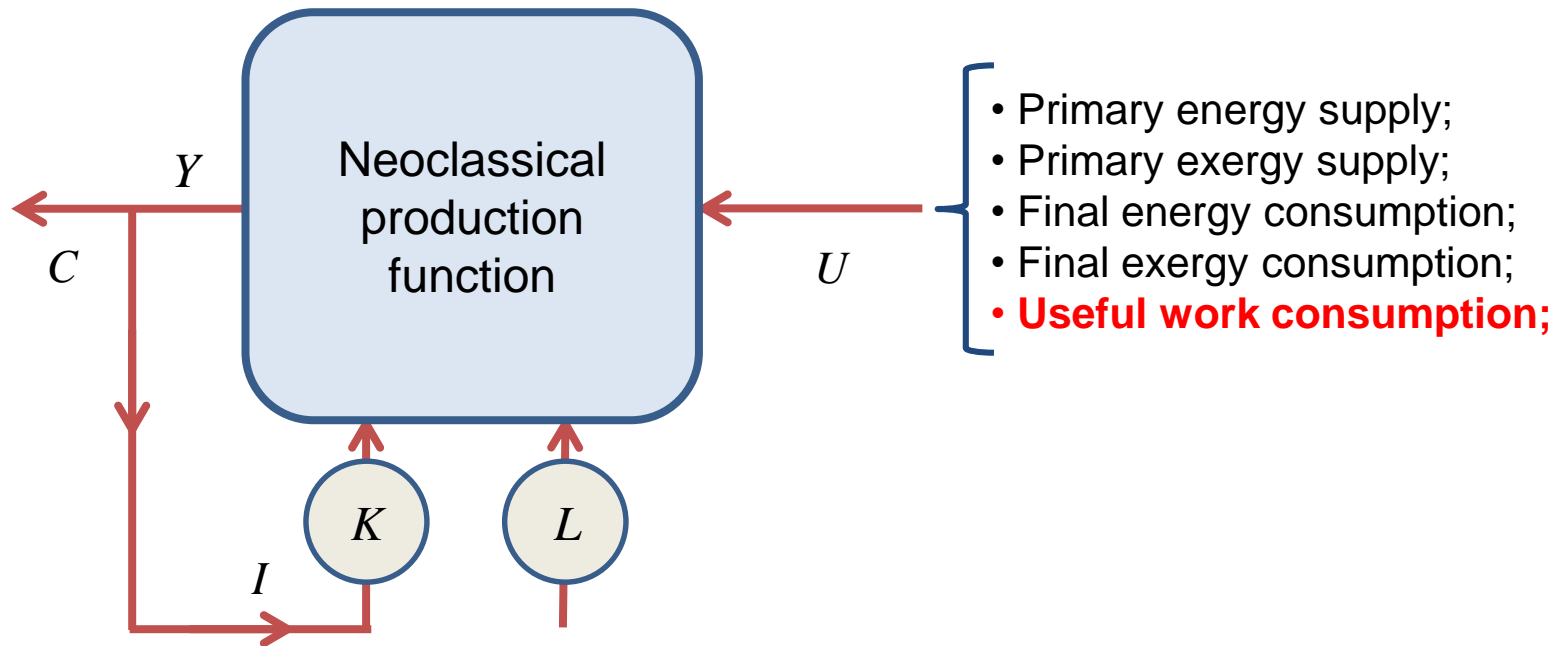 Neoclassical
production
function
Y
C
I
K
L
U
• Primary energy supply;
• Primary exergy supply;
• Final energy consumption;
• Final exergy consumption;
• Useful work consumption;